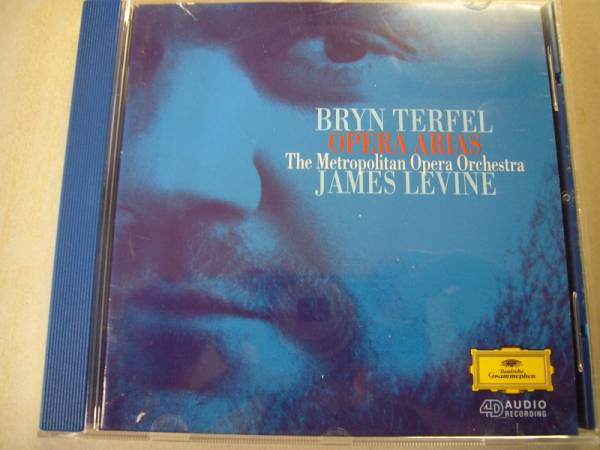 BRYN TERFEL
OPERA ARIAS
The Metropolitan Opera Orchestra
JAMES LEVINE
Deutsche
Grammophon
4D AUDIO
RECORDING